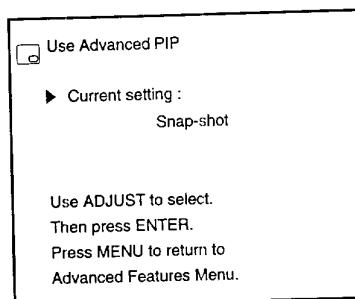 Use Advanced PIP
Current setting :
Snap-shot
Use ADJUST to select.
Then press ENTER.
Press MENU to return to
Advanced Features Menu.